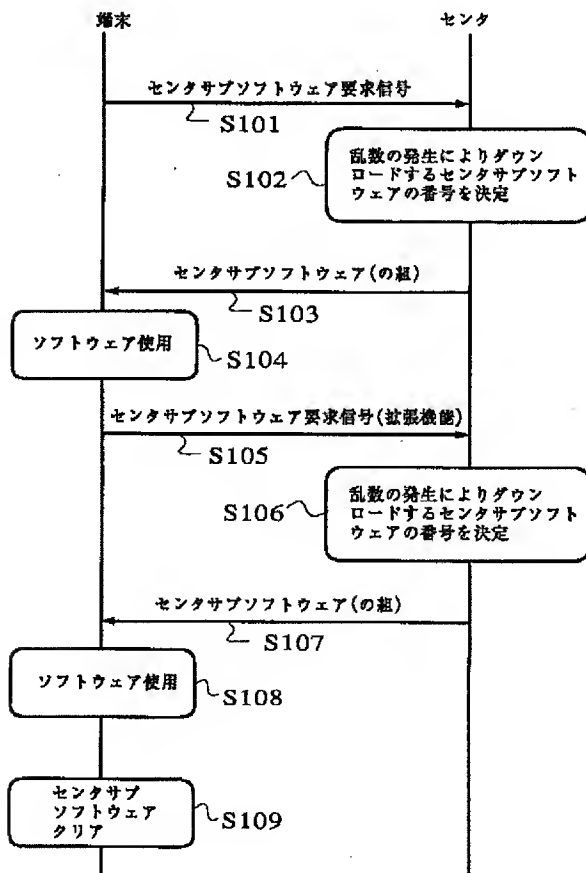 端末
センタ
センタサブソフトウェア要求信号
S101
乱数の発生によりダウン
ロードするセンタサブソフト
ウェアの番号を決定
S102
センタサブソフトウェア(の組)
S103
ソフトウェア使用
S104
センタサブソフトウェア要求信号(拡張機能)
S105
乱数の発生によりダウン
ロードするセンタサブソフト
ウェアの番号を決定
S106
センタサブソフトウェア(の組)
S107
ソフトウェア使用
S108
センタサブ
ソフトウェア
クリア
S109